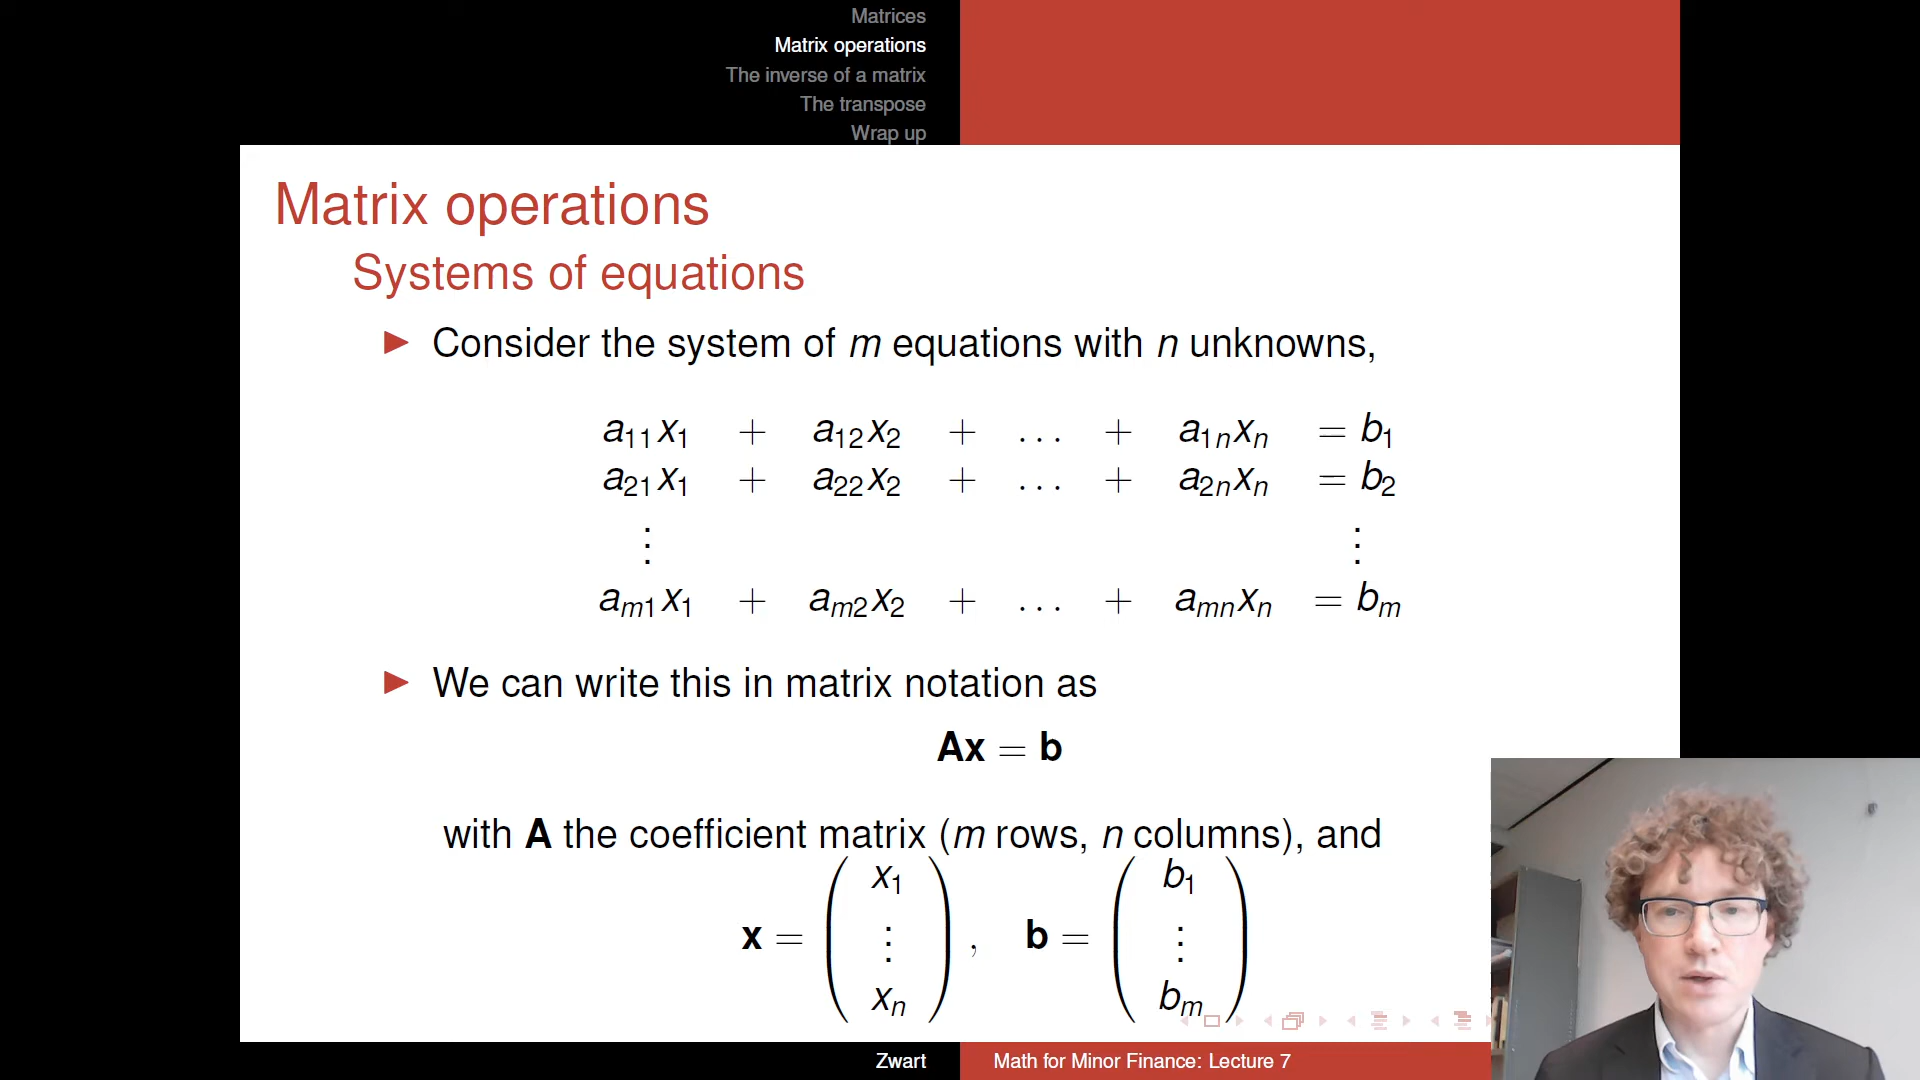 Matrices
Matrix operations
The inverse of a matrix
The transpose
Wrap up
Matrix operations
Systems of equations
Consider the system of m equations with n unknowns,
a₁₁x₁ + a₁₂x₂ + … + a₁ₙxₙ = b₁
a₂₁x₁ + a₂₂x₂ + … + a₂ₙxₙ = b₂
⋮ ⋮
aₘ₁x₁ + aₘ₂x₂ + … + aₘₙxₙ = bₘ
We can write this in matrix notation as
Ax = b
with A the coefficient matrix (m rows, n columns), and
x = (x₁ ⋮ xₙ), b = (b₁ ⋮ bₘ)
Zwart
Math for Minor Finance: Lecture 7